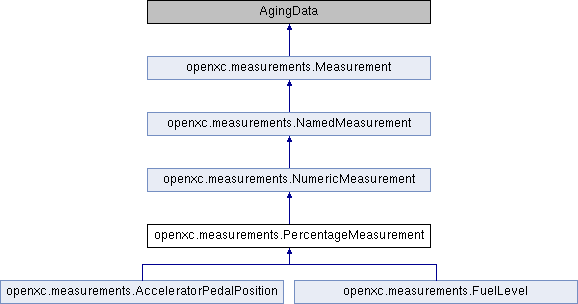 AgingData
openxc.measurements.Measurement
openxc.measurements.NamedMeasurement
openxc.measurements.NumericMeasurement
openxc.measurements.PercentageMeasurement
openxc.measurements.AcceleratorPedalPosition
openxc.measurements.FuelLevel